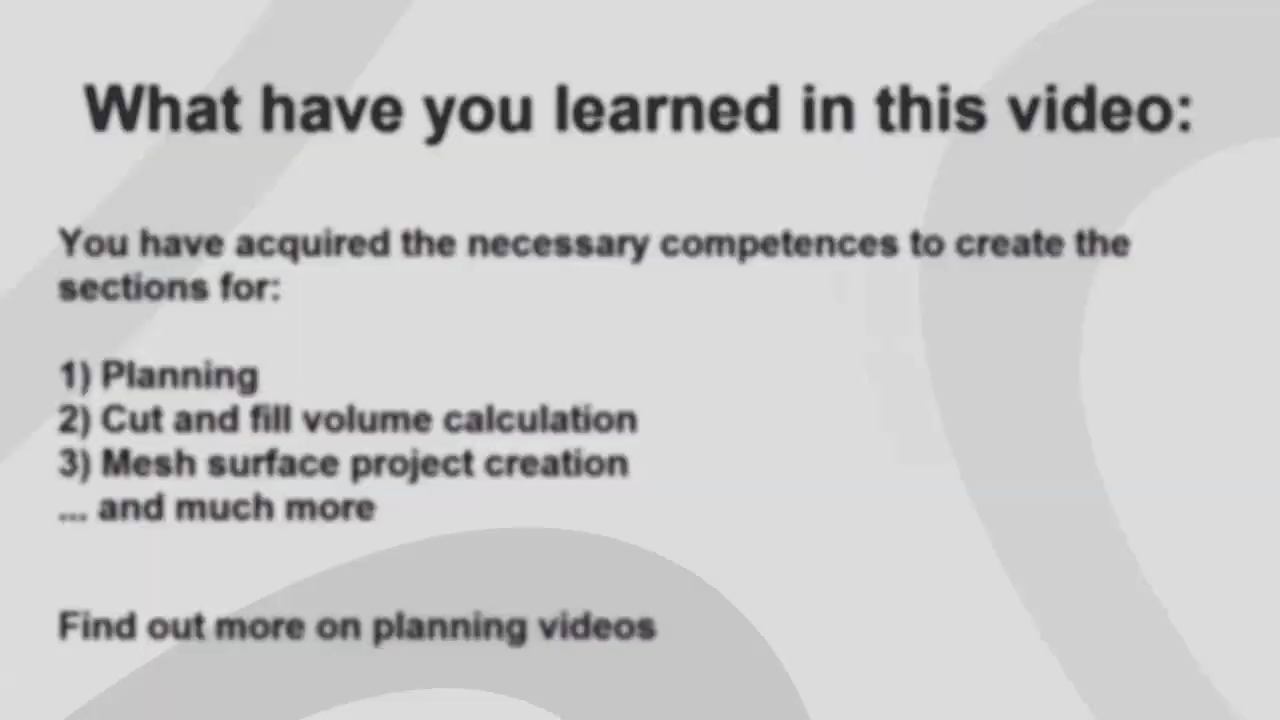 What have you learned in this video:
You have acquired the necessary competences to create the
sections for:
1) Planning
2) Cut and fill volume calculation
3) Mesh surface project creation
... and much more
Find out more on planning videos